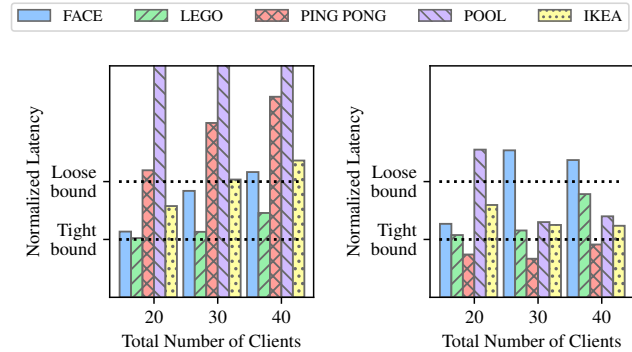 FACE LEGO PING PONG POOL IKEA
Normalized Latency
Loose
bound
Tight
bound
20 30 40
Total Number of Clients
Normalized Latency
Loose
bound
Tight
bound
20 30 40
Total Number of Clients